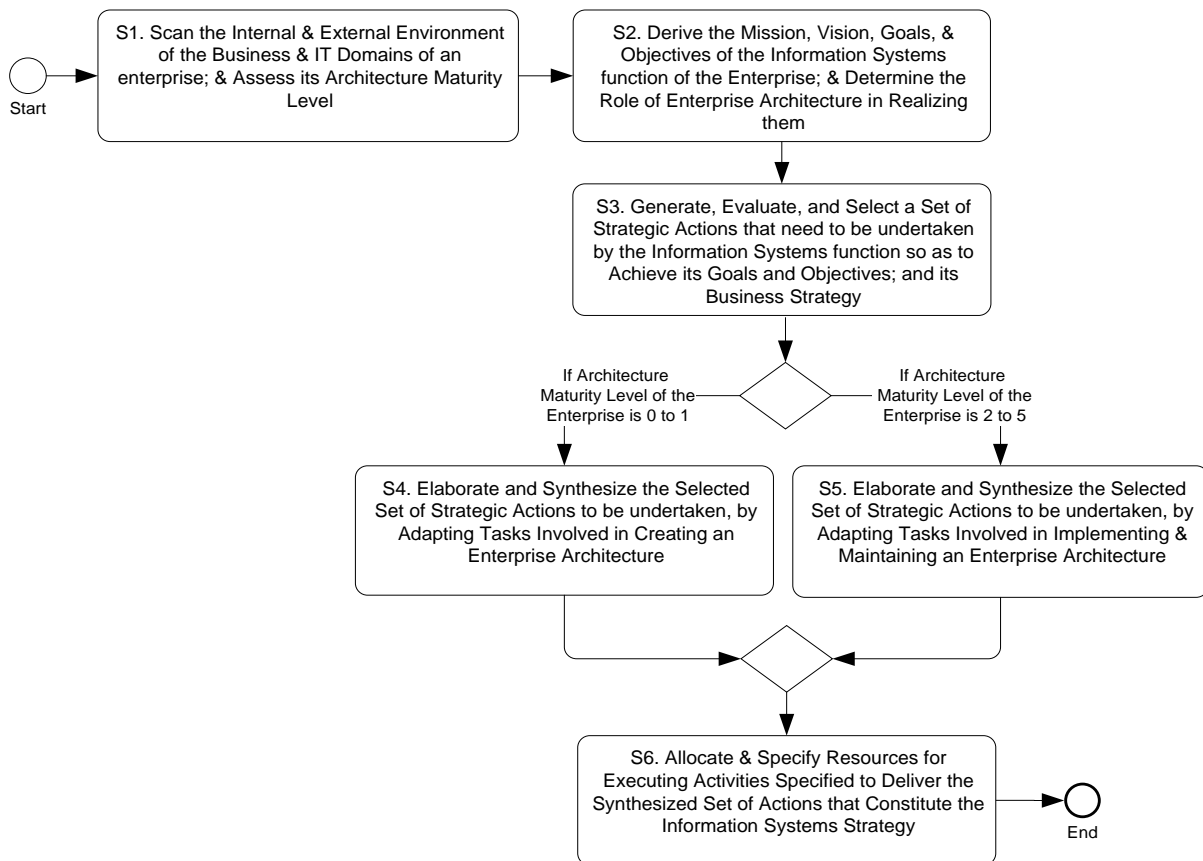 S1. Scan the Internal & External Environment
of the Business & IT Domains of an
enterprise; & Assess its Architecture Maturity
Level
Start
S2. Derive the Mission, Vision, Goals, &
Objectives of the Information Systems
function of the Enterprise; & Determine the
Role of Enterprise Architecture in Realizing
them
S3. Generate, Evaluate, and Select a Set of
Strategic Actions that need to be undertaken
by the Information Systems function so as to
Achieve its Goals and Objectives; and its
Business Strategy
If Architecture
Maturity Level of the
Enterprise is 0 to 1
If Architecture
Maturity Level of the
Enterprise is 2 to 5
S4. Elaborate and Synthesize the Selected
Set of Strategic Actions to be undertaken, by
Adapting Tasks Involved in Creating an
Enterprise Architecture
S5. Elaborate and Synthesize the Selected
Set of Strategic Actions to be undertaken, by
Adapting Tasks Involved in Implementing &
Maintaining an Enterprise Architecture
S6. Allocate & Specify Resources for
Executing Activities Specified to Deliver the
Synthesized Set of Actions that Constitute the
Information Systems Strategy
End